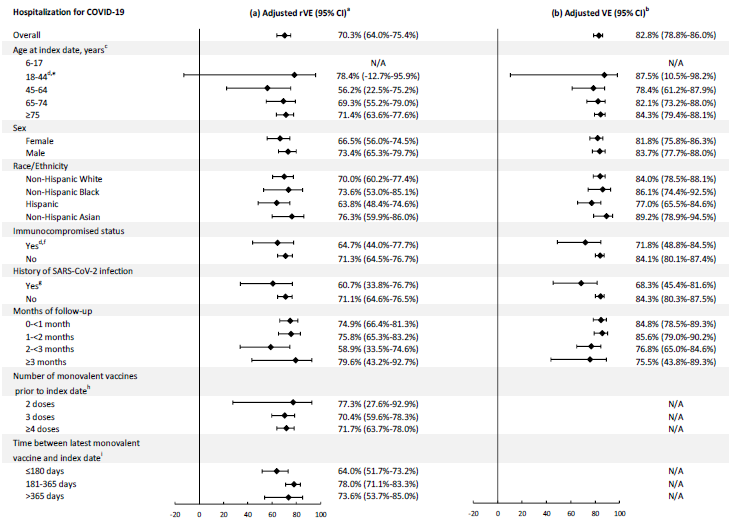 Hospitalization for COVID-19 (a) Adjusted rVE (95% CI)a (b) Adjusted VE (95% CI)b
Overall 70.3% (64.0%-75.4%) 82.8% (78.8%-86.0%)
Age at index date, yearsc
6-17 N/A N/A
18-44d,e 78.4% (-12.7%-95.9%) 87.5% (10.5%-98.2%)
45-64 56.2% (22.5%-75.2%) 78.4% (61.2%-87.9%)
65-74 69.3% (55.2%-79.0%) 82.1% (73.2%-88.0%)
≥75 71.4% (63.6%-77.6%) 84.3% (79.4%-88.1%)
Sex
Female 66.5% (56.0%-74.5%) 81.8% (75.8%-86.3%)
Male 73.4% (65.3%-79.7%) 83.7% (77.7%-88.0%)
Race/Ethnicity
Non-Hispanic White 70.0% (60.2%-77.4%) 84.0% (78.5%-88.1%)
Non-Hispanic Black 73.6% (53.0%-85.1%) 86.1% (74.4%-92.5%)
Hispanic 63.8% (48.4%-74.6%) 77.0% (65.5%-84.6%)
Non-Hispanic Asian 76.3% (59.9%-86.0%) 89.2% (78.9%-94.5%)
Immunocompromised status
Yesd,f 64.7% (44.0%-77.7%) 71.8% (48.8%-84.5%)
No 71.3% (64.5%-76.7%) 84.1% (80.1%-87.4%)
History of SARS-CoV-2 infection
Yesg 60.7% (33.8%-76.7%) 68.3% (45.4%-81.6%)
No 71.1% (64.6%-76.5%) 84.3% (80.3%-87.5%)
Months of follow-up
0-<1 month 74.9% (66.4%-81.3%) 84.8% (78.5%-89.3%)
1-<2 months 75.8% (65.3%-83.2%) 85.6% (79.0%-90.2%)
2-<3 months 58.9% (33.5%-74.6%) 76.8% (65.0%-84.6%)
≥3 months 79.6% (43.2%-92.7%) 75.5% (43.8%-89.3%)
Number of monovalent vaccines
prior to index dateh
2 doses 77.3% (27.6%-92.9%) N/A
3 doses 70.4% (59.6%-78.3%) N/A
≥4 doses 71.7% (63.7%-78.0%) N/A
Time between latest monovalent
vaccine and index datei
≤180 days 64.0% (51.7%-73.2%) N/A
181-365 days 78.0% (71.1%-83.3%) N/A
>365 days 73.6% (53.7%-85.0%) N/A
-20 0 20 40 60 80 100 -20 0 20 40 60 80 100